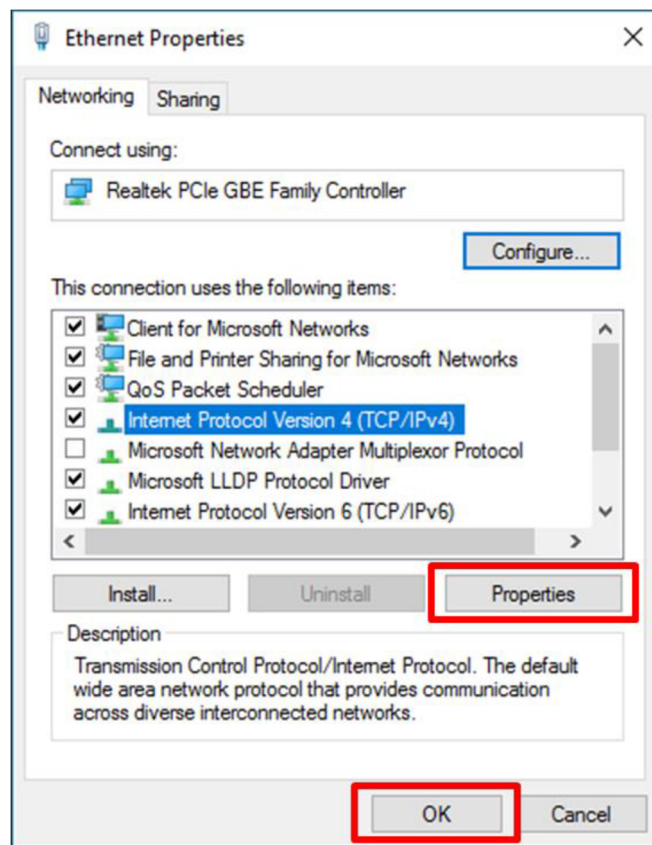 Ethernet Properties
Networking
Sharing
Connect using:
Realtek PCIe GBE Family Controller
Configure...
This connection uses the following items:
Client for Microsoft Networks
File and Printer Sharing for Microsoft Networks
QoS Packet Scheduler
Internet Protocol Version 4 (TCP/IPv4)
Microsoft Network Adapter Multiplexor Protocol
Microsoft LLDP Protocol Driver
Internet Protocol Version 6 (TCP/IPv6)
Install...
Uninstall
Properties
Description
Transmission Control Protocol/Internet Protocol. The default
wide area network protocol that provides communication
across diverse interconnected networks.
OK
Cancel